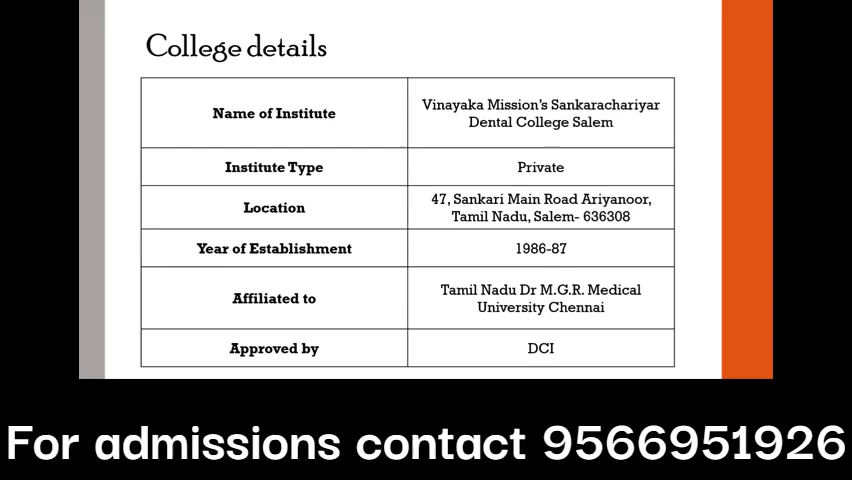 College details
Name of Institute
Vinayaka Mission's Sankarachariyar
Dental College Salem
Institute Type
Private
Location
47, Sankari Main Road Ariyanoor,
Tamil Nadu, Salem- 636308
Year of Establishment
1986-87
Affiliated to
Tamil Nadu Dr M.G.R. Medical
University Chennai
Approved by
DCI
For admissions contact 9566951926